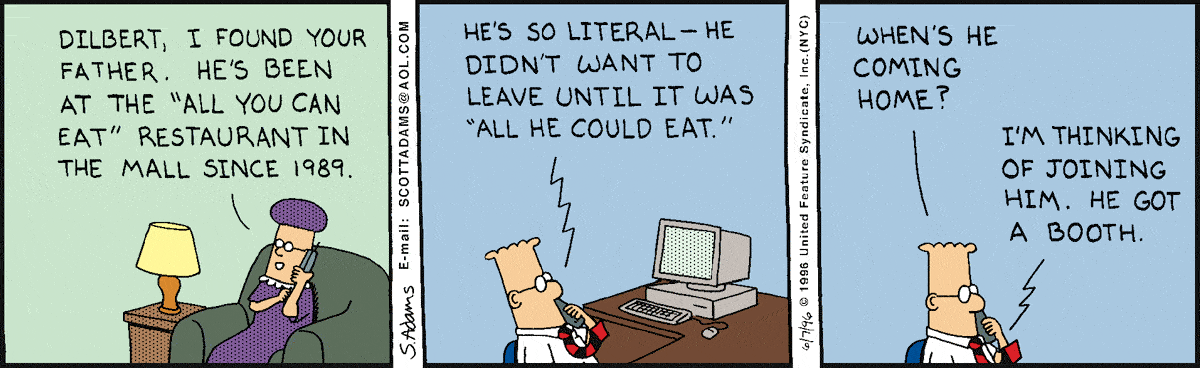 DILBERT, I FOUND YOUR
FATHER. HE'S BEEN
AT THE "ALL YOU CAN
EAT" RESTAURANT IN
THE MALL SINCE 1989.
S. Adams E-mail: SCOTTADAMS@AOL.COM
HE'S SO LITERAL — HE
DIDN'T WANT TO
LEAVE UNTIL IT WAS
"ALL HE COULD EAT."
6/7/96 © 1996 United Feature Syndicate, Inc.(NYC)
WHEN'S HE
COMING
HOME?
I'M THINKING
OF JOINING
HIM. HE GOT
A BOOTH.